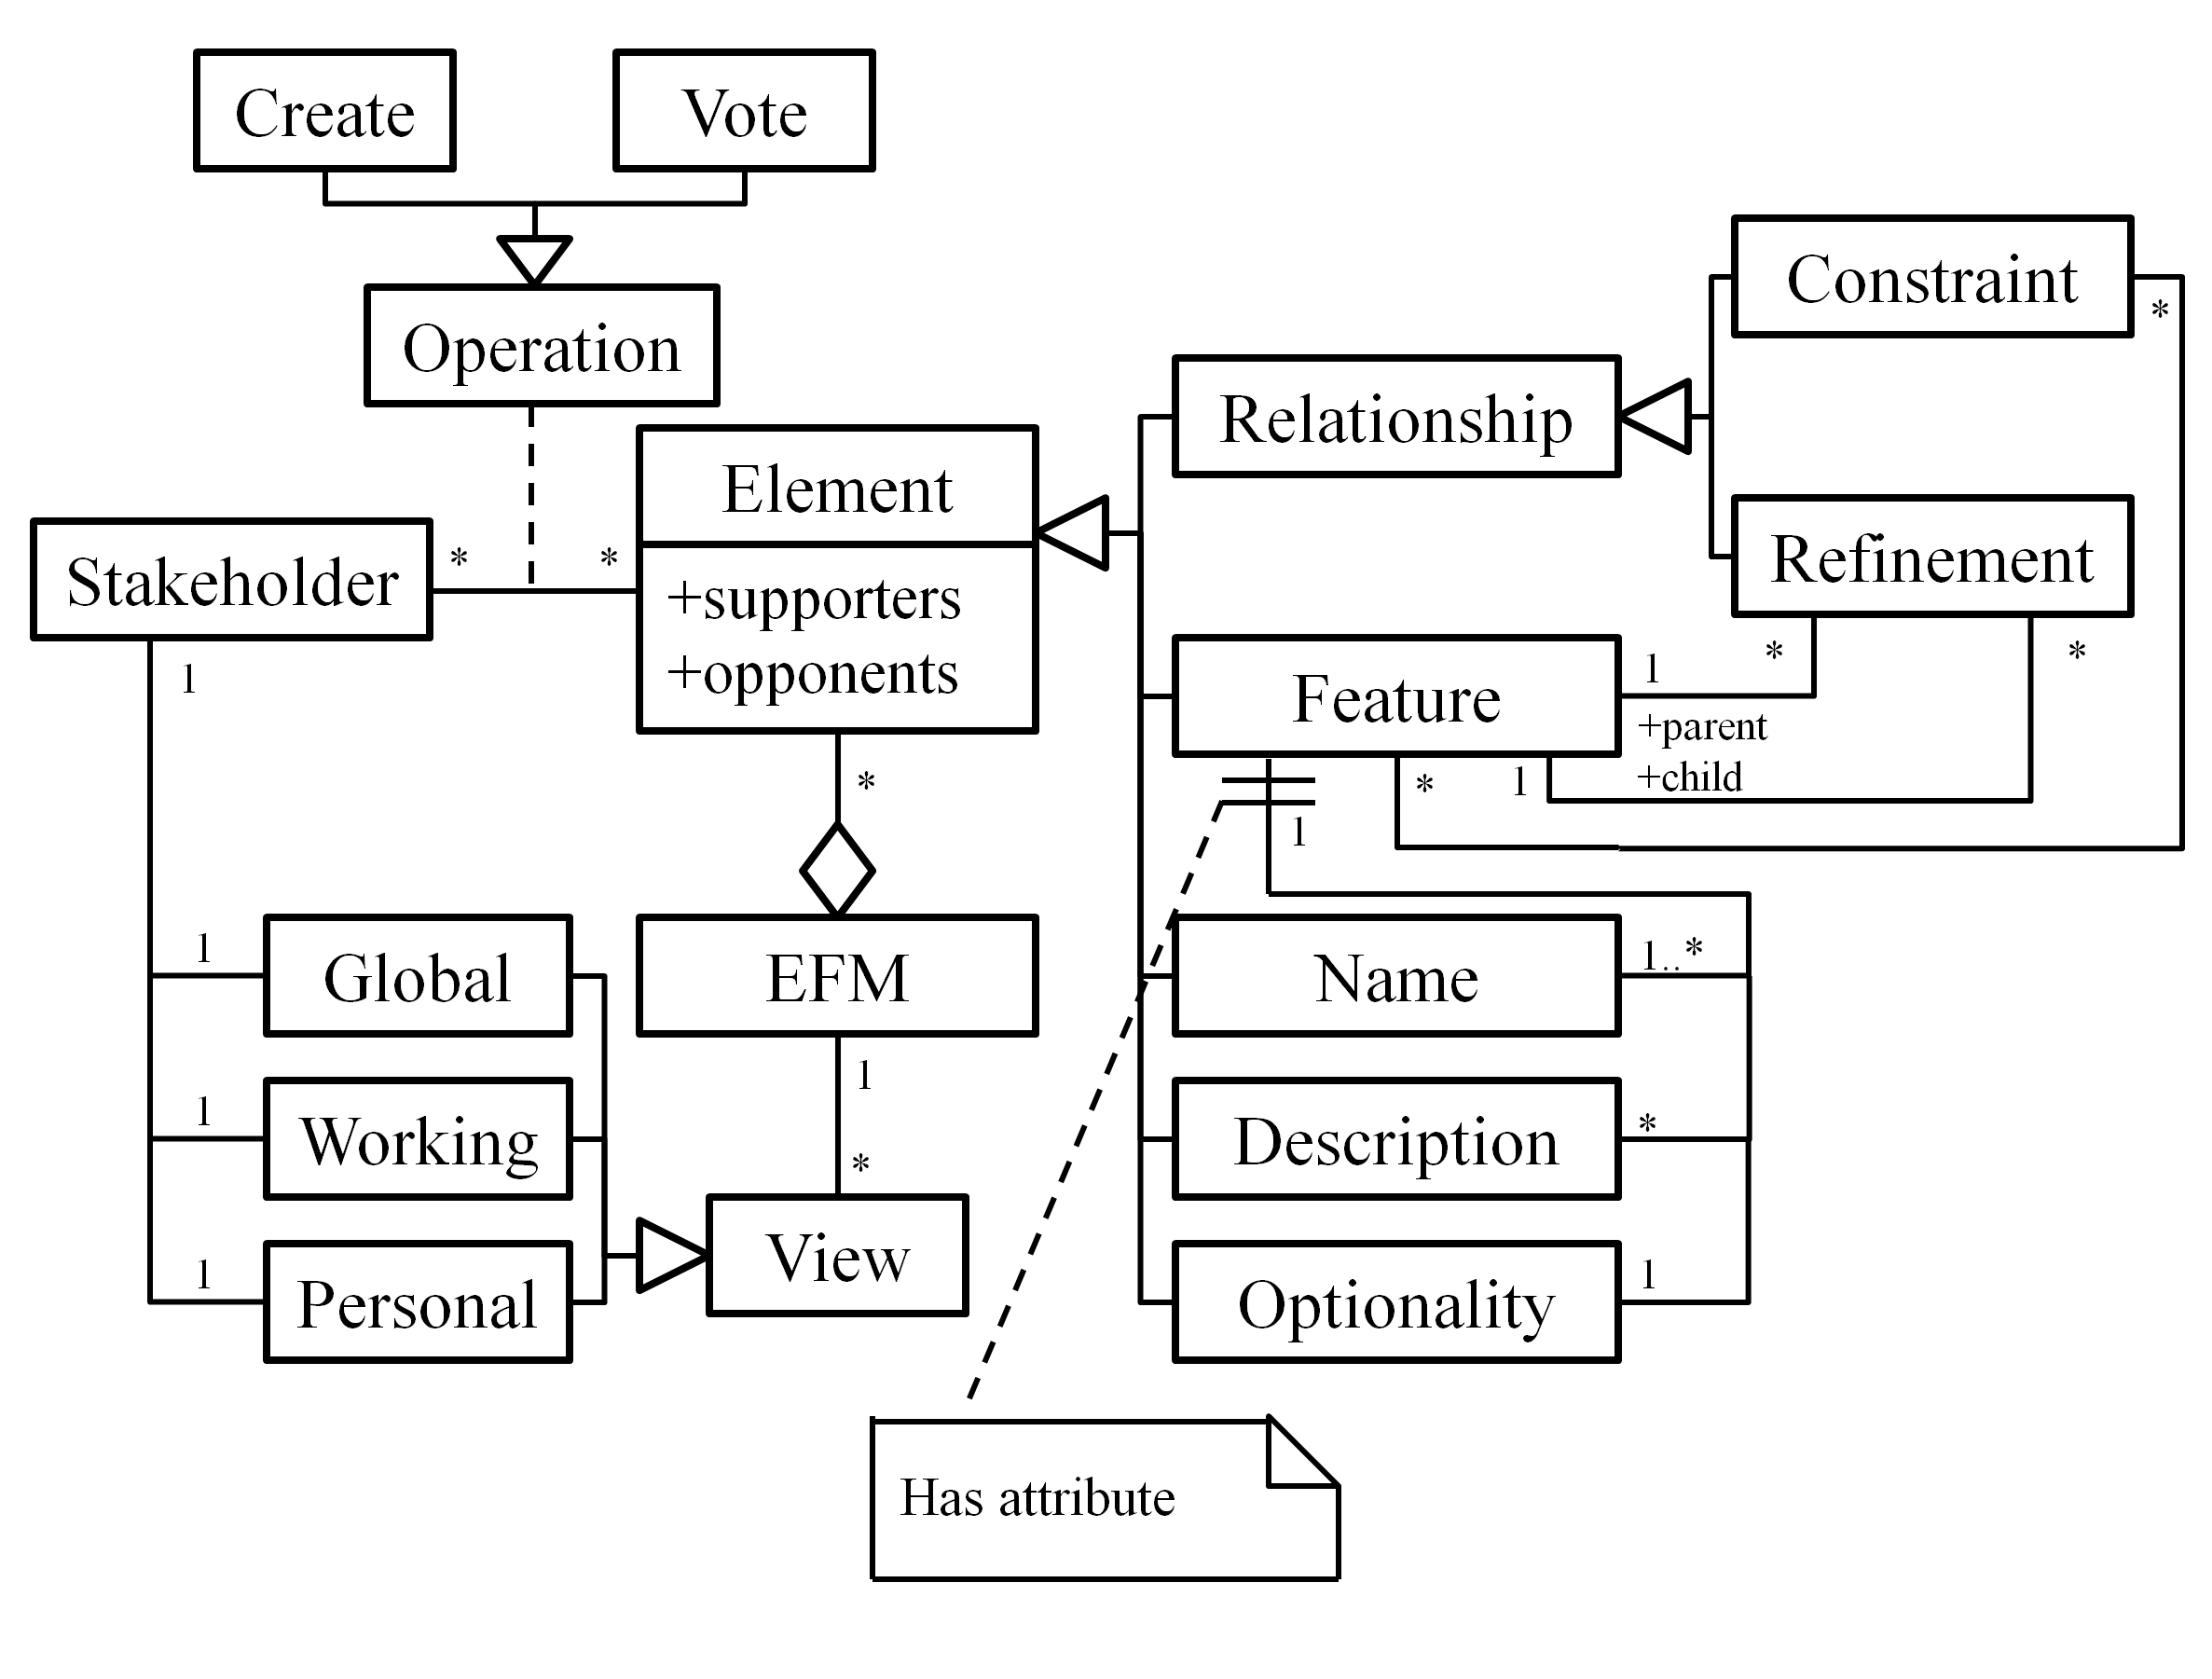 Create
Vote
Operation
Constraint
*
Relationship
Element
+supporters
+opponents
Stakeholder
*
*
1
Refinement
*
*
Feature
1
+parent
+child
1
*
1
*
EFM
1
*
View
Global
1
Working
1
Personal
1
Name
1..*
Description
*
Optionality
1
Has attribute